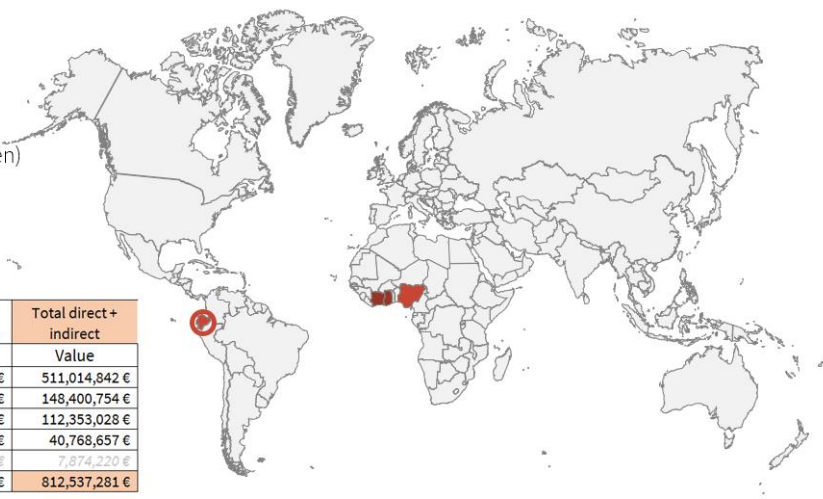 en)
Total direct +
indirect
Value
€ 511,014,842 €
€ 148,400,754 €
€ 112,353,028 €
€ 40,768,657 €
€ 7,874,220 €
€ 812,537,281 €